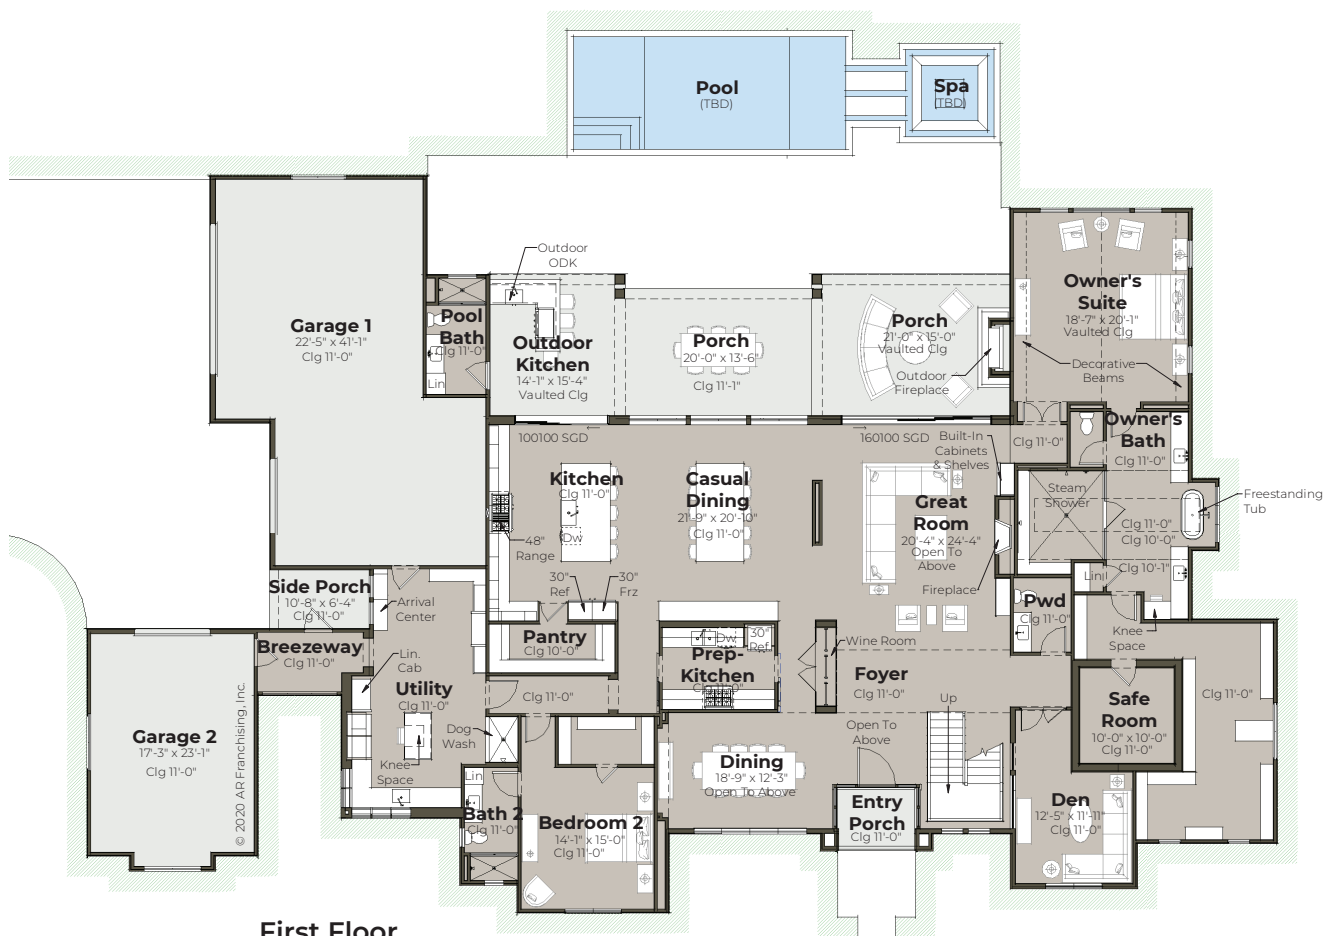 Pool
(TBD)
Spa
(TBD)
Outdoor
ODK
Garage 1
22'-5" x 41'-1"
Clg 11'-0"
Pool
Bath
Clg 11'-0"
Lin
Outdoor
Kitchen
14'-1" x 15'-4"
Vaulted Clg
Porch
20'-0" x 13'-6"
Clg 11'-1"
Porch
21'-0" x 15'-0"
Vaulted Clg
Outdoor
Fireplace
Owner's
Suite
18'-7" x 20'-1"
Vaulted Clg
Decorative
Beams
100100 SGD
160100 SGD
Built-In
Cabinets
& Shelves
Clg 11'-0"
Owner's
Bath
Clg 11'-0"
Kitchen
Clg 11'-0"
Dw
48"
Range
30"
Ref
30"
Frz
Casual
Dining
21'-9" x 20'-10"
Clg 11'-0"
Great
Room
20'-4" x 24'-4"
Open To
Above
Fireplace
Steam
Shower
Clg 11'-0"
Clg 10'-0"
Clg 10'-1"
Freestanding
Tub
Lin
Side Porch
10'-8" x 6'-4"
Clg 11'-0"
Arrival
Center
Pwd
Clg 11'-0"
Knee
Space
Breezeway
Clg 11'-0"
Lin.
Cab
Utility
Clg 11'-0"
Pantry
Clg 10'-0"
Clg 11'-0"
Dw
30"
Ref
Prep-
Kitchen
Clg 11'-0"
Wine Room
Foyer
Clg 11'-0"
Up
Open To
Above
Safe
Room
10'-0" x 10'-0"
Clg 11'-0"
Clg 11'-0"
Garage 2
17'-3" x 23'-1"
Clg 11'-0"
© 2020 AR Franchising, Inc.
Dog
Wash
Knee
Space
Lin
Bath 2
Clg 11'-0"
Bedroom 2
14'-1" x 15'-0"
Clg 11'-0"
Dining
18'-9" x 12'-3"
Open To Above
Entry
Porch
Clg 11'-0"
Den
12'-5" x 11'-11"
Clg 11'-0"
First Floor